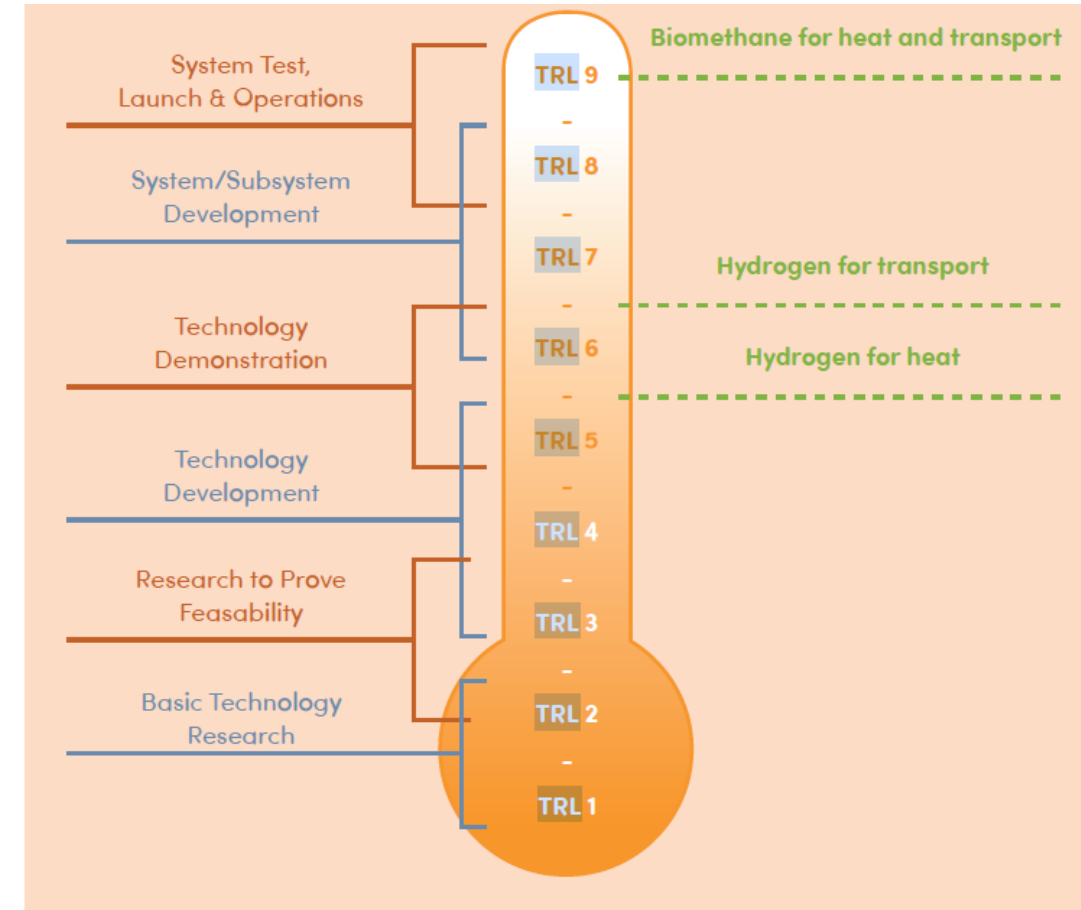 System Test,
Launch & Operations
System/Subsystem
Development
Technology
Demonstration
Technology
Development
Research to Prove
Feasability
Basic Technology
Research
TRL 9
-
TRL 8
-
TRL 7
-
TRL 6
-
TRL 5
-
TRL 4
-
TRL 3
-
TRL 2
-
TRL 1
Biomethane for heat and transport
Hydrogen for transport
Hydrogen for heat